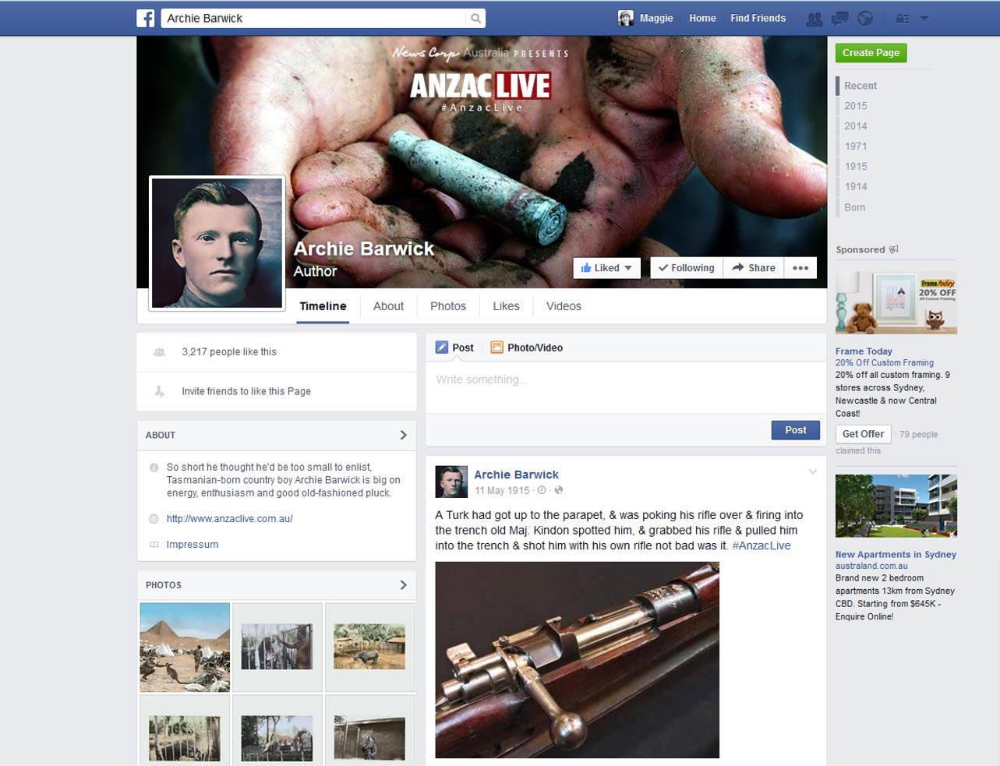 Archie Barwick
Maggie
Home
Find Friends
News Corp Australia PRESENTS
ANZAC LIVE
#AnzacLive
Archie Barwick
Author
Liked
Following
Share
Timeline
About
Photos
Likes
Videos
Create Page
Recent
2015
2014
1971
1915
1914
Born
3,217 people like this
Invite friends to like this Page
ABOUT
So short he thought he'd be too small to enlist,
Tasmanian-born country boy Archie Barwick is big on
energy, enthusiasm and good old-fashioned pluck.
http://www.anzaclive.com.au/
Impressum
PHOTOS
Post
Photo/Video
Write something...
Post
Archie Barwick
11 May 1915 ·
A Turk had got up to the parapet, & was poking his rifle over & firing into
the trench old Maj. Kindon spotted him, & grabbed his rifle & pulled him
into the trench & shot him with his own rifle not bad was it. #AnzacLive
Sponsored
Frame today
20% OFF
All Custom Framing
Frame Today
20% Off Custom Framing
20% off all custom framing. 9
stores across Sydney,
Newcastle & now Central
Coast!
Get Offer · 79 people
claimed this
New Apartments in Sydney
australand.com.au
Brand new 2 bedroom
apartments 13km from Sydney
CBD. Starting from $645K -
Enquire Online!